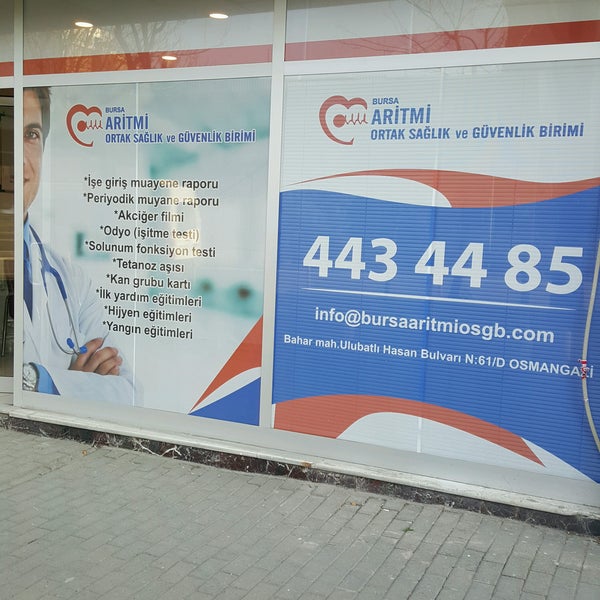 BURSA
ARİTMİ
ORTAK SAĞLIK ve GÜVENLİK BİRİMİ
*İşe giriş muayene raporu
*Periyodik muyane raporu
*Akciğer filmi
*Odyo (işitme testi)
*Solunum fonksiyon testi
*Tetanoz aşısı
*Kan grubu kartı
*İlk yardım eğitimleri
*Hijyen eğitimleri
*Yangın eğitimleri
BURSA
ARİTMİ
ORTAK SAĞLIK ve GÜVENLİK BİRİMİ
443 44 85
info@bursaaritmiosgb.com
Bahar mah.Ulubatlı Hasan Bulvarı N:61/D OSMANGAZİ